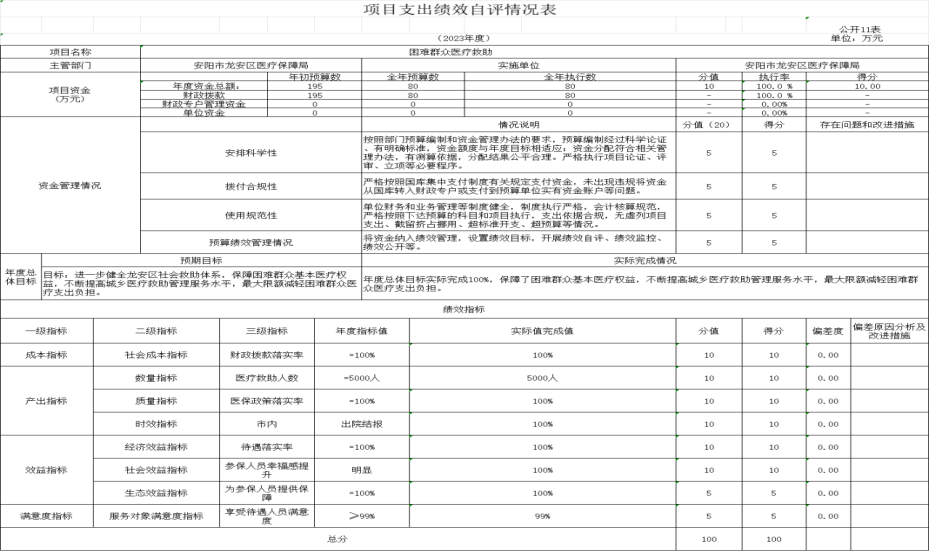 项目支出绩效自评情况表
公开11表
（2023年度） 单位：万元
项目名称 困难群众医疗救助
主管部门 安阳市龙安区医疗保障局 实施单位 安阳市龙安区医疗保障局
项目资金（万元） 年初预算数 全年预算数 全年执行数 分值 执行率 得分
年度资金总额： 195 80 80 10 100.0 % 10.00
财政拨款 195 80 80 - 100.0 % -
财政专户管理资金 0 0 0 - 0.00% -
单位资金 0 0 0 - 0.00% -
资金管理情况 情况说明 分值（20） 得分 存在问题和改进措施
安排科学性 按照部门预算编制和资金管理办法的要求，预算编制经过科学论证、有明确标准，资金额度与年度目标相适应；资金分配符合相关管理办法，有测算依据，分配结果公平合理。严格执行项目论证、评审、立项等必要程序。 5 5
拨付合规性 严格按照国库集中支付制度有关规定支付资金，未出现违规将资金从国库转入财政专户或支付到预算单位实有资金账户等问题。 5 5
使用规范性 单位财务和业务管理等制度健全，制度执行严格，会计核算规范，严格按照下达预算的科目和项目执行，支出依据合规，无虚列项目支出、截留挤占挪用、超标准开支、超预算等情况。 5 5
预算绩效管理情况 将资金纳入绩效管理，设置绩效目标，开展绩效自评、绩效监控、绩效公开等。 5 5
年度总体目标 预期目标 实际完成情况
目标：进一步健全龙安区社会救助体系，保障困难群众基本医疗权益，不断提高城乡医疗救助管理服务水平，最大限额减轻困难群众医疗支出负担。 年度总体目标实际完成100%，保障了困难群众基本医疗权益，不断提高城乡医疗救助管理服务水平，最大限额减轻困难群众医疗支出负担。
绩效指标
一级指标 二级指标 三级指标 年度指标值 实际值完成值 分值 得分 偏差度 偏差原因分析及改进措施
成本指标 社会成本指标 财政拨款落实率 =100% 100% 10 10 0.00
产出指标 数量指标 医疗救助人数 =5000人 5000人 10 10 0.00
质量指标 医保政策落实率 =100% 100% 10 10 0.00
时效指标 市内 出院结报 100% 10 10 0.00
效益指标 经济效益指标 待遇落实率 =100% 100% 10 10 0.00
社会效益指标 参保人员幸福感提升 明显 100% 10 10 0.00
生态效益指标 为参保人员提供保障 =100% 100% 5 5 0.00
满意度指标 服务对象满意度指标 享受待遇人员满意度 ≥99% 99% 5 5 0.00
总分 100 100